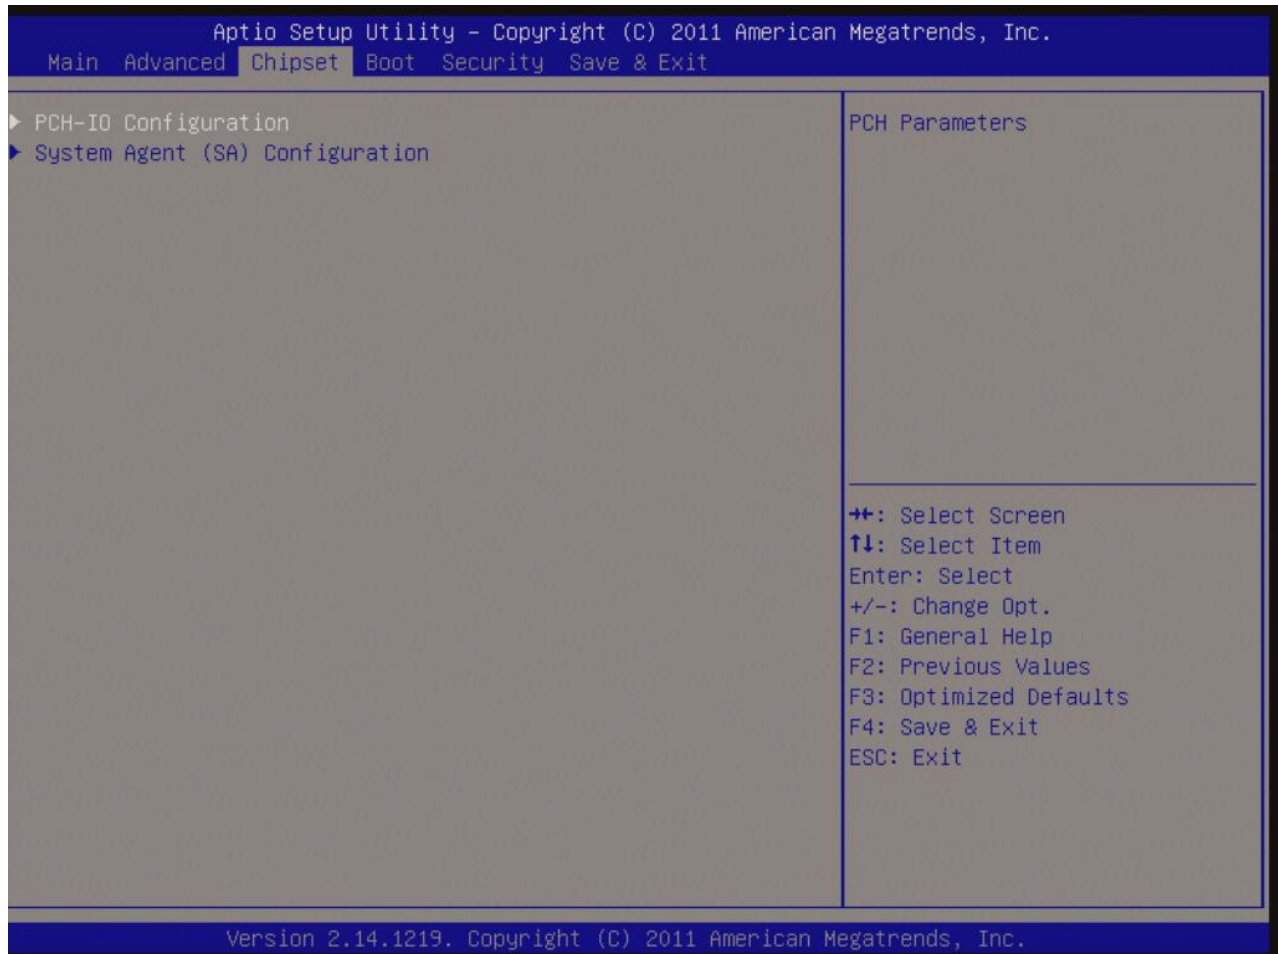 Aptio Setup Utility – Copyright (C) 2011 American Megatrends, Inc.
Main Advanced Chipset Boot Security Save & Exit
▶ PCH-IO Configuration
▶ System Agent (SA) Configuration
PCH Parameters
→←: Select Screen
↑↓: Select Item
Enter: Select
+/-: Change Opt.
F1: General Help
F2: Previous Values
F3: Optimized Defaults
F4: Save & Exit
ESC: Exit
Version 2.14.1219. Copyright (C) 2011 American Megatrends, Inc.